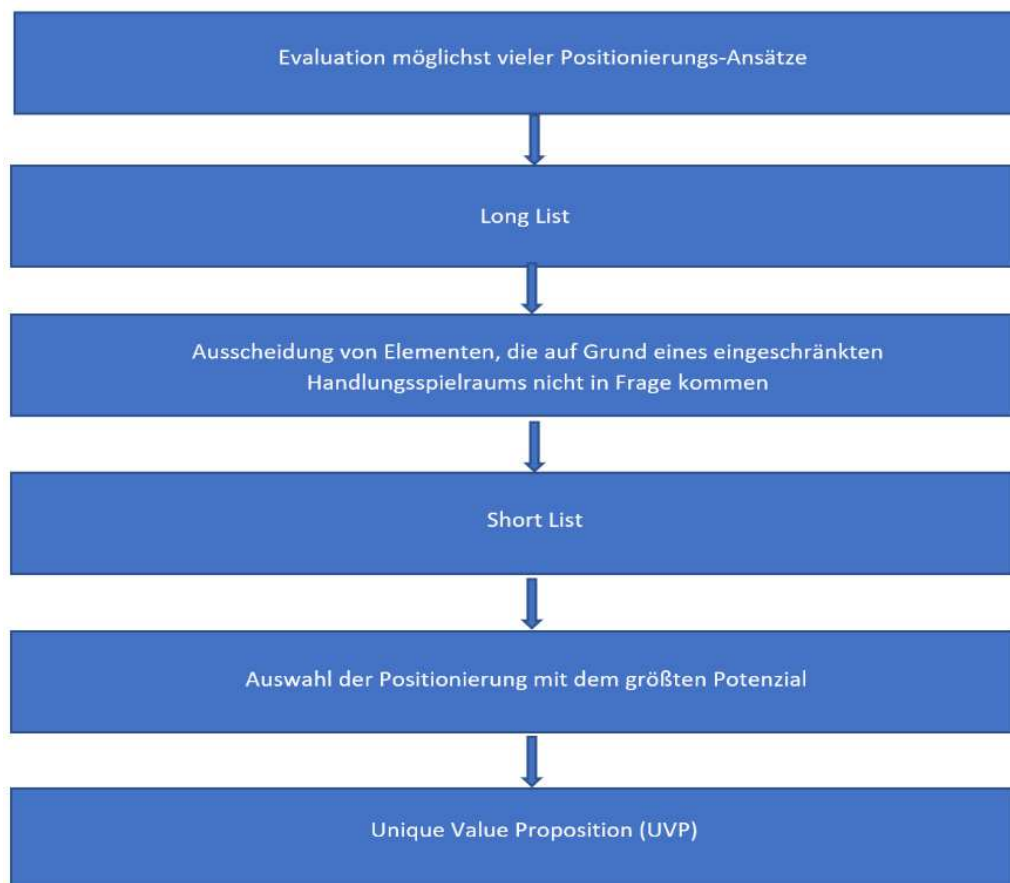 Evaluation möglichst vieler Positionierungs-Ansätze
Long List
Ausscheidung von Elementen, die auf Grund eines eingeschränkten
Handlungsspielraums nicht in Frage kommen
Short List
Auswahl der Positionierung mit dem größten Potenzial
Unique Value Proposition (UVP)